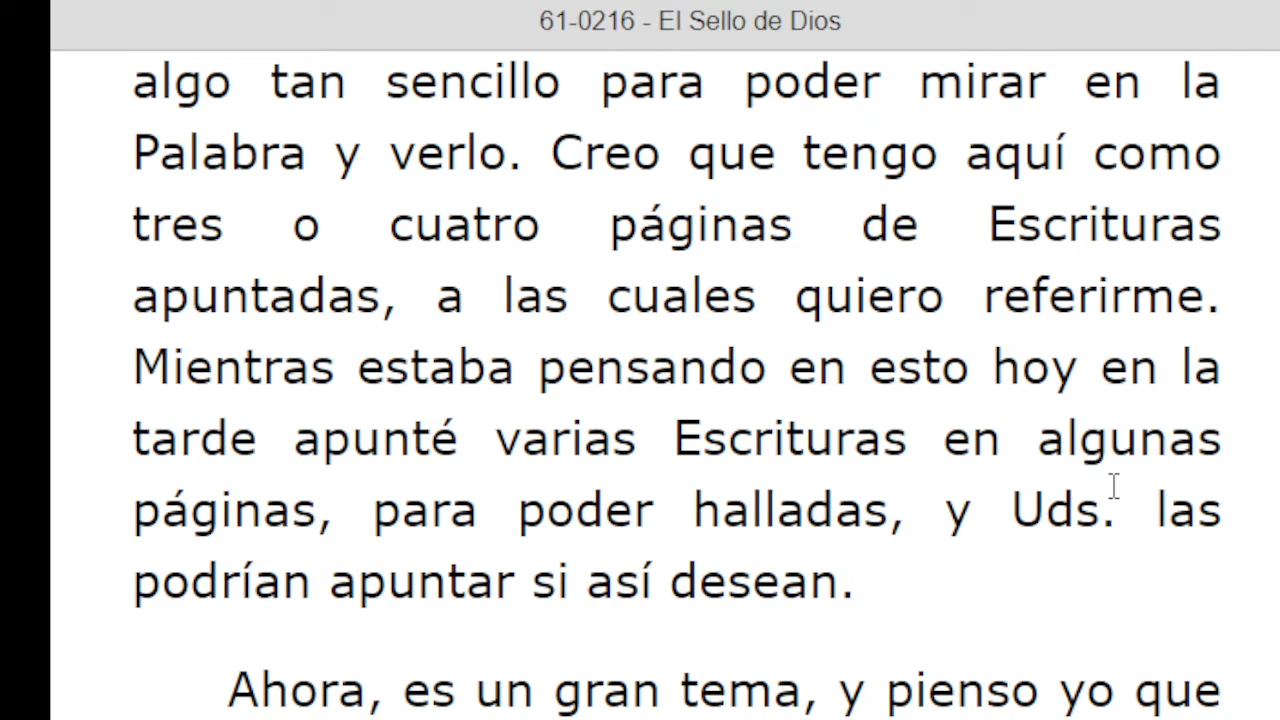 61-0216 - El Sello de Dios
algo tan sencillo para poder mirar en la
Palabra y verlo. Creo que tengo aquí como
tres o cuatro páginas de Escrituras
apuntadas, a las cuales quiero referirme.
Mientras estaba pensando en esto hoy en la
tarde apunté varias Escrituras en algunas
páginas, para poder halladas, y Uds. las
podrían apuntar si así desean.
Ahora, es un gran tema, y pienso yo que